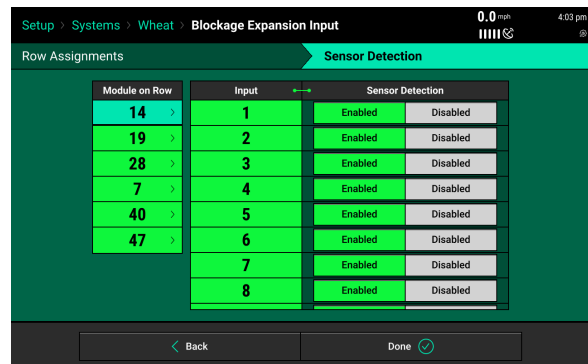 Setup > Systems > Wheat > Blockage Expansion Input
0.0 mph
4:03 pm
Row Assignments
Sensor Detection
Module on Row
Input
Sensor Detection
14 >
1 Enabled Disabled
19 >
2 Enabled Disabled
28 >
3 Enabled Disabled
7 >
4 Enabled Disabled
40 >
5 Enabled Disabled
47 >
6 Enabled Disabled
7 Enabled Disabled
8 Enabled Disabled
< Back
Done